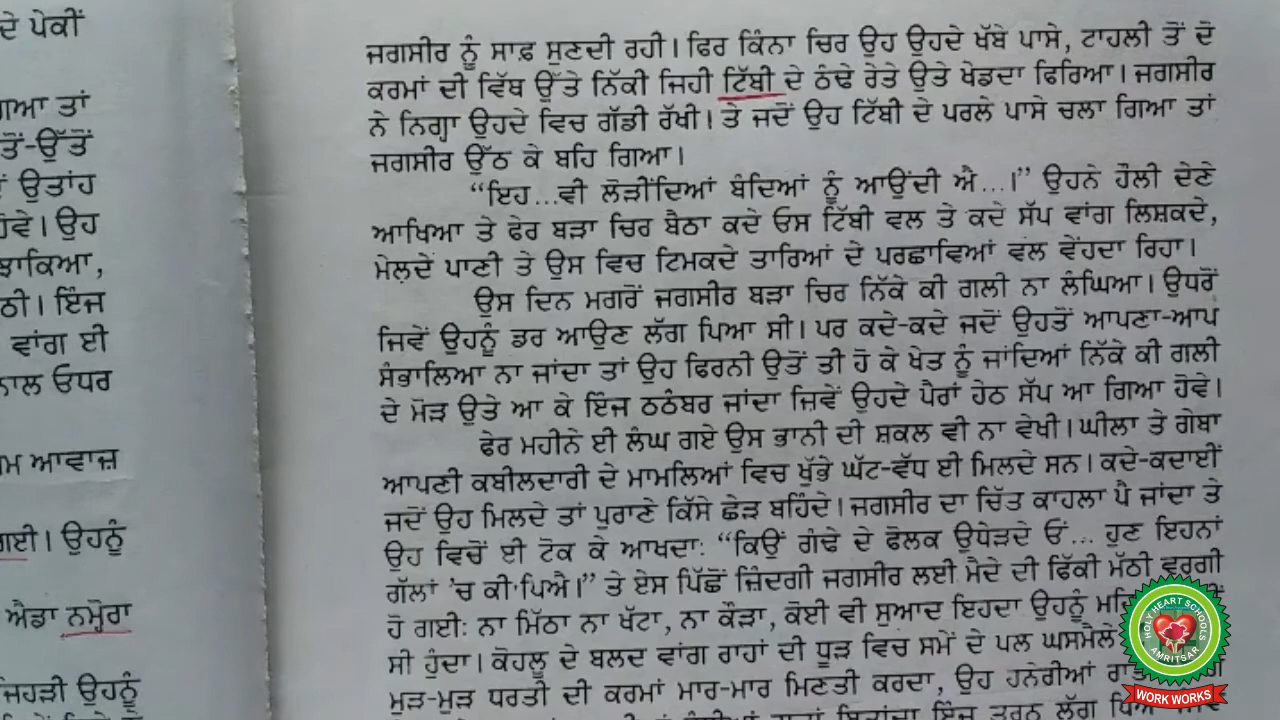 ਦੇ ਪੇਕੀਂ
ਗਿਆ ਤਾਂ
ਤੋਂ-ਉੱਤੋਂ
ਉਤਾਂਹ
ਹੋਵੇ। ਉਹ
ਝਾਕਿਆ,
ਠੀ। ਇੰਜ
ਵਾਂਗ ਈ
ਨਾਲ ਓਧਰ
ਆਵਾਜ਼
ਗਈ। ਉਹਨੂੰ
ਐਡਾ ਨਮ੍ਹੋਰਾ
ਜਿਹੜੀ ਉਹਨੂੰ
ਜਗਸੀਰ ਨੂੰ ਸਾਫ਼ ਸੁਣਦੀ ਰਹੀ। ਫਿਰ ਕਿੰਨਾ ਚਿਰ ਉਹ ਉਹਦੇ ਖੱਬੇ ਪਾਸੇ, ਟਾਹਲੀ ਤੋਂ ਦੋ
ਕਰਮਾਂ ਦੀ ਵਿੱਥ ਉੱਤੇ ਨਿੱਕੀ ਜਿਹੀ ਟਿੱਬੀ ਦੇ ਠੰਢੇ ਰੇਤੇ ਉਤੇ ਖੇਡਦਾ ਫਿਰਿਆ। ਜਗਸੀਰ
ਨੇ ਨਿਗ੍ਹਾ ਉਹਦੇ ਵਿਚ ਗੱਡੀ ਰੱਖੀ। ਤੇ ਜਦੋਂ ਉਹ ਟਿੱਬੀ ਦੇ ਪਰਲੇ ਪਾਸੇ ਚਲਾ ਗਿਆ ਤਾਂ
ਜਗਸੀਰ ਉੱਠ ਕੇ ਬਹਿ ਗਿਆ।
“ਇਹ...ਵੀ ਲੋੜੀਂਦਿਆਂ ਬੰਦਿਆਂ ਨੂੰ ਆਉਂਦੀ ਐ...।” ਉਹਨੇ ਹੌਲੀ ਦੇਣੇ
ਆਖਿਆ ਤੇ ਫੇਰ ਬੜਾ ਚਿਰ ਬੈਠਾ ਕਦੇ ਓਸ ਟਿੱਬੀ ਵਲ ਤੇ ਕਦੇ ਸੱਪ ਵਾਂਗ ਲਿਸ਼ਕਦੇ,
ਮੇਲ੍ਹਦੇ ਪਾਣੀ ਤੇ ਉਸ ਵਿਚ ਟਿਮਕਦੇ ਤਾਰਿਆਂ ਦੇ ਪਰਛਾਵਿਆਂ ਵਲ ਵੇਂਹਦਾ ਰਿਹਾ।
ਉਸ ਦਿਨ ਮਗਰੋਂ ਜਗਸੀਰ ਬੜਾ ਚਿਰ ਨਿੱਕੇ ਕੀ ਗਲੀ ਨਾ ਲੰਘਿਆ। ਉਧਰੋਂ
ਜਿਵੇਂ ਉਹਨੂੰ ਡਰ ਆਉਣ ਲੱਗ ਪਿਆ ਸੀ। ਪਰ ਕਦੇ-ਕਦੇ ਜਦੋਂ ਉਹਤੋਂ ਆਪਣਾ-ਆਪ
ਸੰਭਾਲਿਆ ਨਾ ਜਾਂਦਾ ਤਾਂ ਉਹ ਫਿਰਨੀ ਉਤੋਂ ਤੀ ਹੋ ਕੇ ਖੇਤ ਨੂੰ ਜਾਂਦਿਆਂ ਨਿੱਕੇ ਕੀ ਗਲੀ
ਦੇ ਮੋੜ ਉਤੇ ਆ ਕੇ ਇੰਜ ਠਠੰਬਰ ਜਾਂਦਾ ਜਿਵੇਂ ਉਹਦੇ ਪੈਰਾਂ ਹੇਠ ਸੱਪ ਆ ਗਿਆ ਹੋਵੇ।
ਫੇਰ ਮਹੀਨੇ ਈ ਲੰਘ ਗਏ ਉਸ ਭਾਨੀ ਦੀ ਸ਼ਕਲ ਵੀ ਨਾ ਵੇਖੀ। ਘੀਲਾ ਤੇ ਗੇਬਾ
ਆਪਣੀ ਕਬੀਲਦਾਰੀ ਦੇ ਮਾਮਲਿਆਂ ਵਿਚ ਖੁੱਭੇ ਘੱਟ-ਵੱਧ ਈ ਮਿਲਦੇ ਸਨ। ਕਦੇ-ਕਦਾਈਂ
ਜਦੋਂ ਉਹ ਮਿਲਦੇ ਤਾਂ ਪੁਰਾਣੇ ਕਿੱਸੇ ਛੇੜ ਬਹਿੰਦੇ। ਜਗਸੀਰ ਦਾ ਚਿੱਤ ਕਾਹਲਾ ਪੈ ਜਾਂਦਾ ਤੇ
ਉਹ ਵਿਚੋਂ ਈ ਟੋਕ ਕੇ ਆਖਦਾ: “ਕਿਉਂ ਗੰਢੇ ਦੇ ਫੋਲਕ ਉਧੇੜਦੇ ਓਂ... ਹੁਣ ਇਹਨਾਂ
ਗੱਲਾਂ ’ਚ ਕੀ ਪਿਐ।” ਤੇ ਏਸ ਪਿੱਛੋਂ ਜ਼ਿੰਦਗੀ ਜਗਸੀਰ ਲਈ ਮੈਦੇ ਦੀ ਫਿੱਕੀ ਮੱਠੀ ਵਰਗੀ
ਹੋ ਗਈ: ਨਾ ਮਿੱਠਾ ਨਾ ਖੱਟਾ, ਨਾ ਕੌੜਾ, ਕੋਈ ਵੀ ਸੁਆਦ ਇਹਦਾ ਉਹਨੂੰ
ਸੀ ਹੁੰਦਾ। ਕੋਹਲੂ ਦੇ ਬਲਦ ਵਾਂਗ ਰਾਹਾਂ ਦੀ ਧੂੜ ਵਿਚ ਸਮੇਂ ਦੇ ਪਲ
ਮੁੜ-ਮੁੜ ਧਰਤੀ ਦੀ ਕਰਮਾਂ ਮਾਰ-ਮਾਰ ਮਿਣਤੀ ਕਰਦਾ, ਉਹ ਹਨੇਰੀਆਂ
HOLY HEART SCHOOLS
AMRITSAR
WORK WORKS